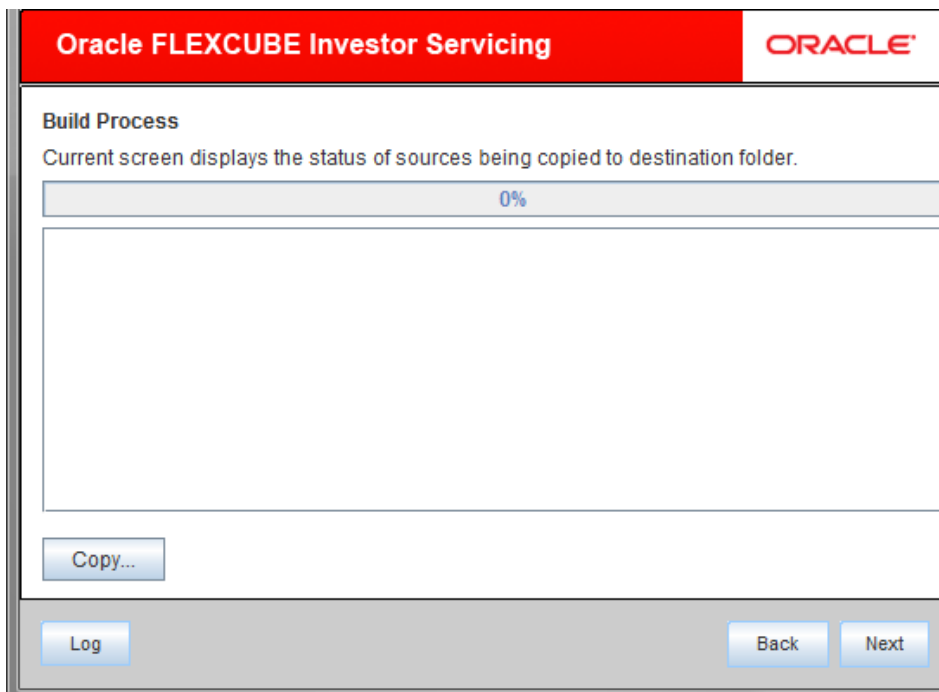 Oracle FLEXCUBE Investor Servicing
ORACLE
Build Process
Current screen displays the status of sources being copied to destination folder.
0%
Copy...
Log
Back
Next